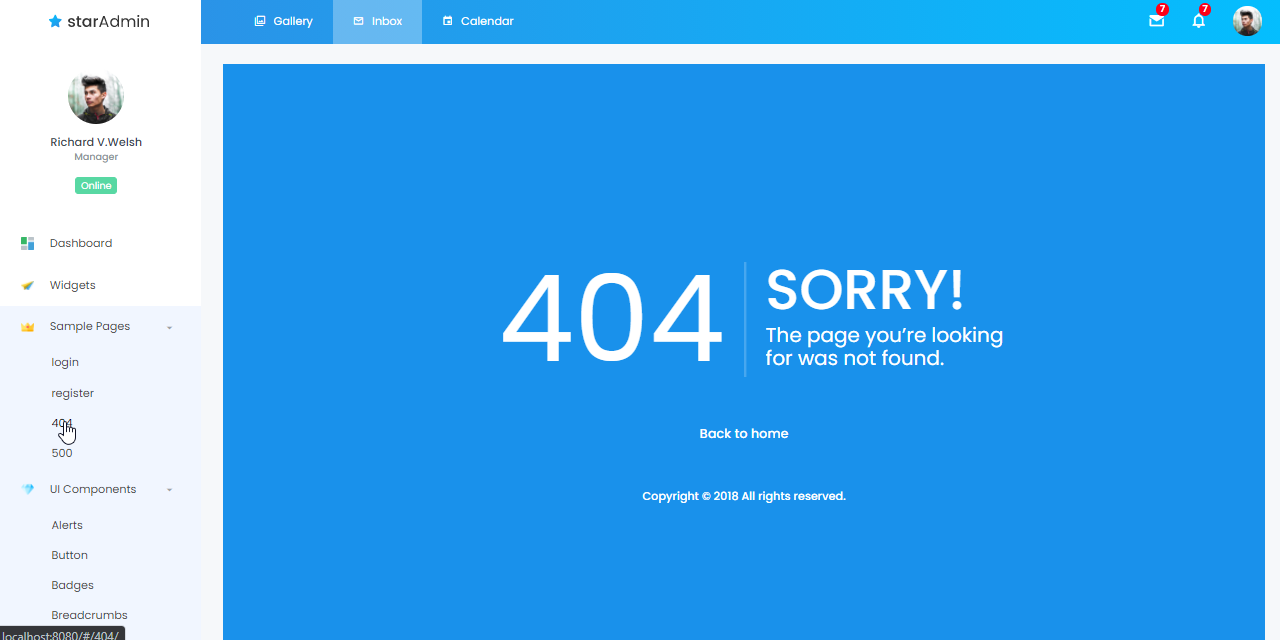 starAdmin
Gallery
Inbox
Calendar
7
7
Richard V.Welsh
Manager
Online
Dashboard
Widgets
Sample Pages
login
register
404
500
UI Components
Alerts
Button
Badges
Breadcrumbs
localhost:8080/#/404/
404
SORRY!
The page you’re looking
for was not found.
Back to home
Copyright © 2018 All rights reserved.